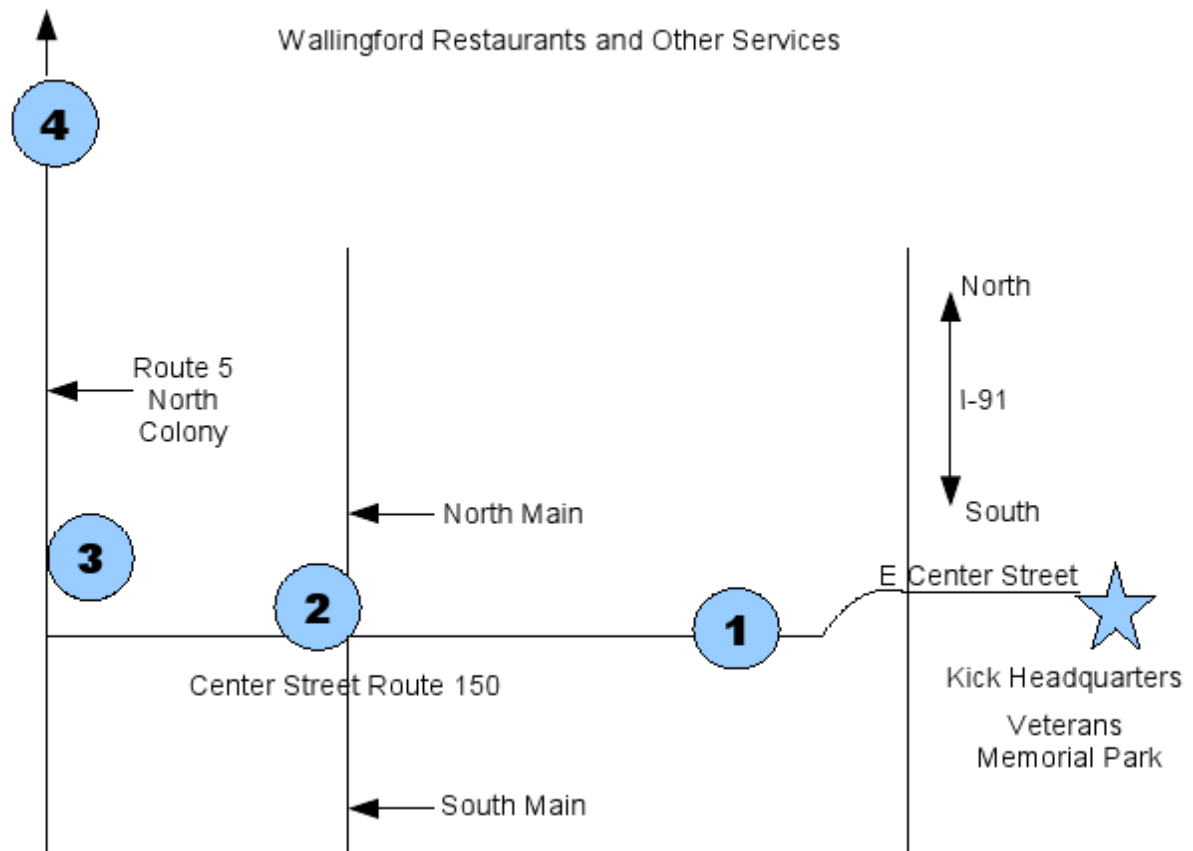 Wallingford Restaurants and Other Services
4
North
Route 5
North
Colony
I-91
South
North Main
3
E Center Street
2
1
Center Street Route 150
Kick Headquarters
Veterans
Memorial Park
South Main